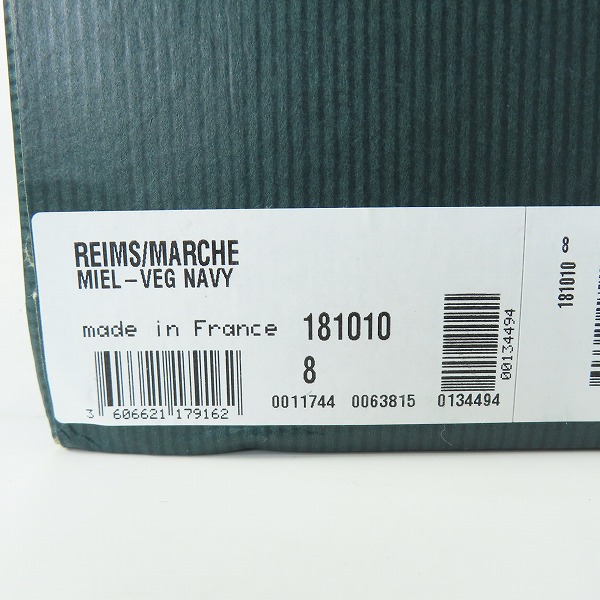 REIMS/MARCHE
MIEL-VEG NAVY
made in France 181010
8
3 606621 179162
0011744 0063815 0134494
00134494
181010 8